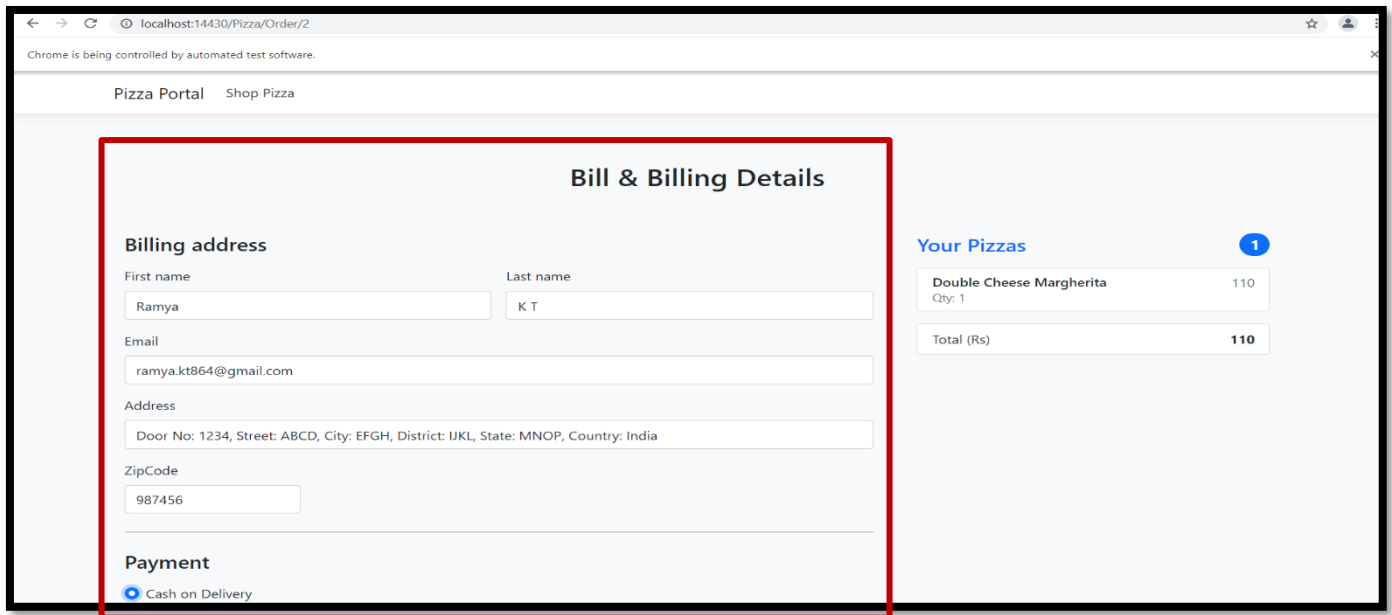 localhost:14430/Pizza/Order/2
Chrome is being controlled by automated test software.
Pizza Portal Shop Pizza
Bill & Billing Details
Billing address
First name Last name
Ramya K T
Email
ramya.kt864@gmail.com
Address
Door No: 1234, Street: ABCD, City: EFGH, District: IJKL, State: MNOP, Country: India
ZipCode
987456
Payment
Cash on Delivery
Your Pizzas 1
Double Cheese Margherita 110
Qty: 1
Total (Rs) 110